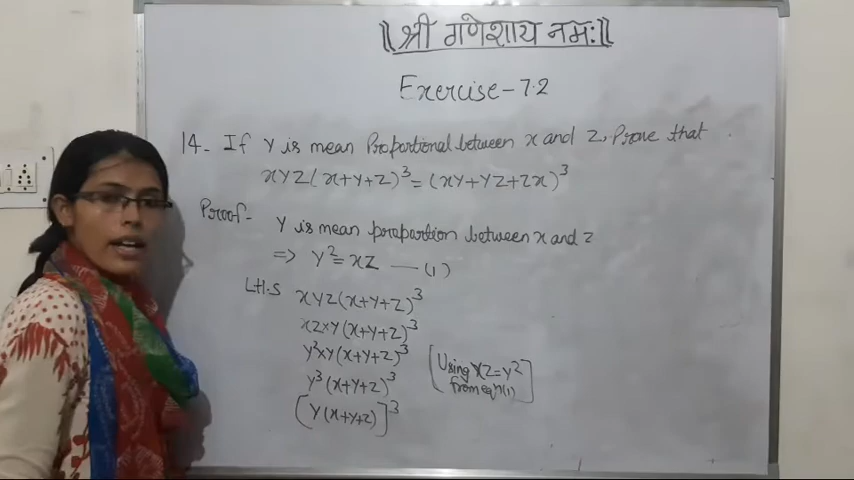 ॥ श्री गणेशाय नमः॥
Exercise-7.2
14- If Y is mean Proportional between x and Z, Prove that
xYZ(x+Y+Z)³=(xY+YZ+Zx)³
Proof- Y is mean proportion between x and Z
=> Y²=xZ —(1)
L.H.S xYZ(x+Y+Z)³
xZxY(x+Y+Z)³
Y²xY(x+Y+Z)³ [Using xZ=Y²
Y³(x+Y+Z)³ from eqn(1)]
[Y(x+Y+Z)]³